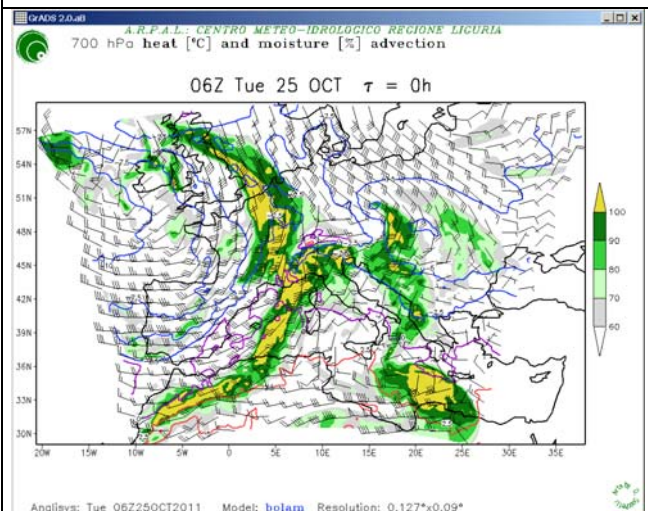 GrADS 2.0.a8
A.R.P.A.L.: CENTRO METEO-IDROLOGICO REGIONE LIGURIA
700 hPa heat [°C] and moisture [%] advection
06Z Tue 25 OCT τ = 0h
57N
54N
51N
48N
45N
42N
39N
36N
33N
30N
20W 15W 10W 5W 0 5E 10E 15E 20E 25E 30E 35E
100
90
80
70
60
Anglisys: Tue 06Z25OCT2011 Model: bolam Resolution: 0.127°x0.09°